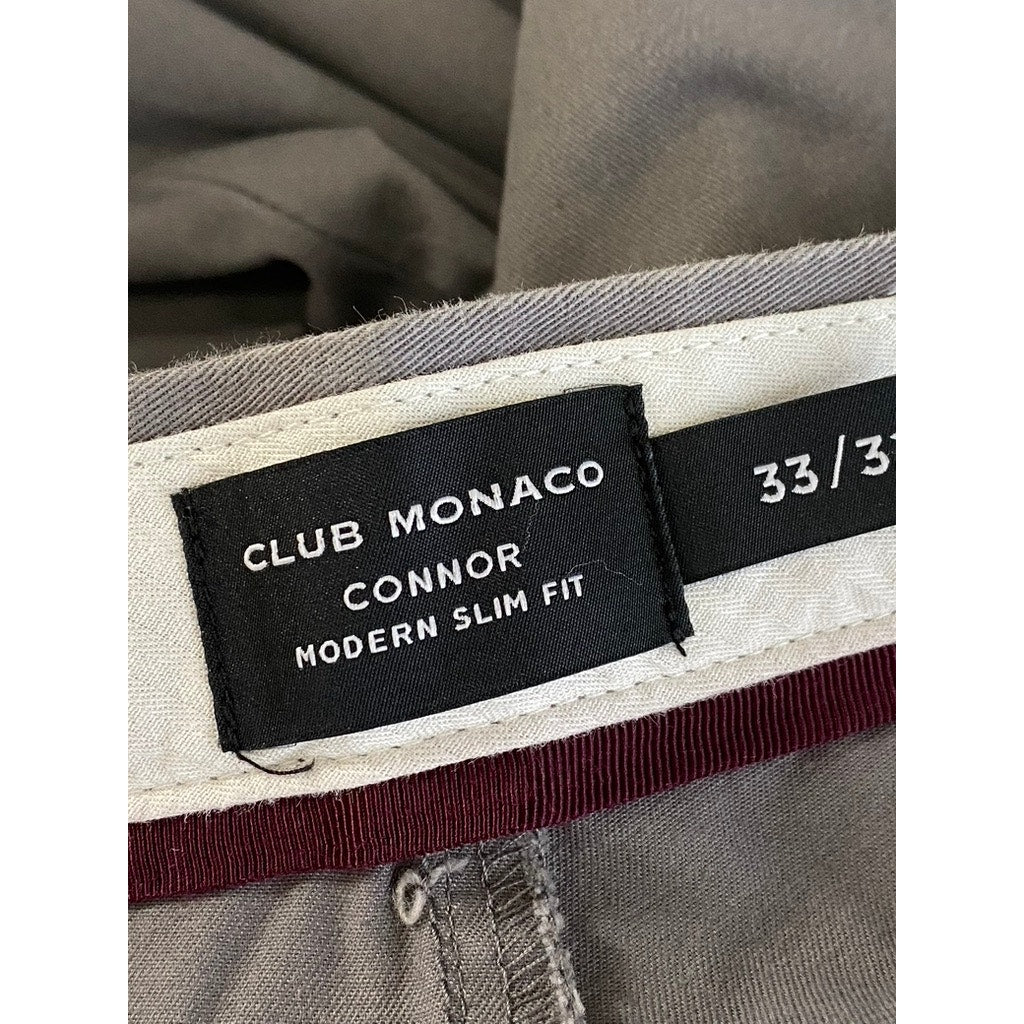 CLUB MONACO
CONNOR
MODERN SLIM FIT
33/3